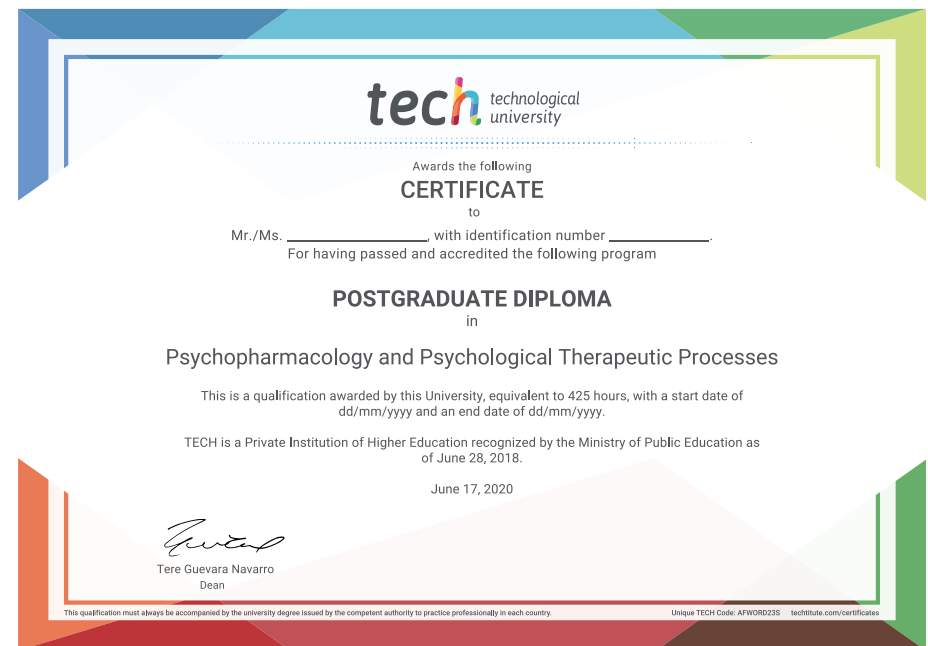 tech technological
university
Awards the following
CERTIFICATE
to
Mr./Ms. ____________________, with identification number ______________.
For having passed and accredited the following program
POSTGRADUATE DIPLOMA
in
Psychopharmacology and Psychological Therapeutic Processes
This is a qualification awarded by this University, equivalent to 425 hours, with a start date of
dd/mm/yyyy and an end date of dd/mm/yyyy.
TECH is a Private Institution of Higher Education recognized by the Ministry of Public Education as
of June 28, 2018.
June 17, 2020
Tere Guevara Navarro
Dean
This qualification must always be accompanied by the university degree issued by the competent authority to practice professionally in each country.
Unique TECH Code: AFWORD23S techtitute.com/certificates